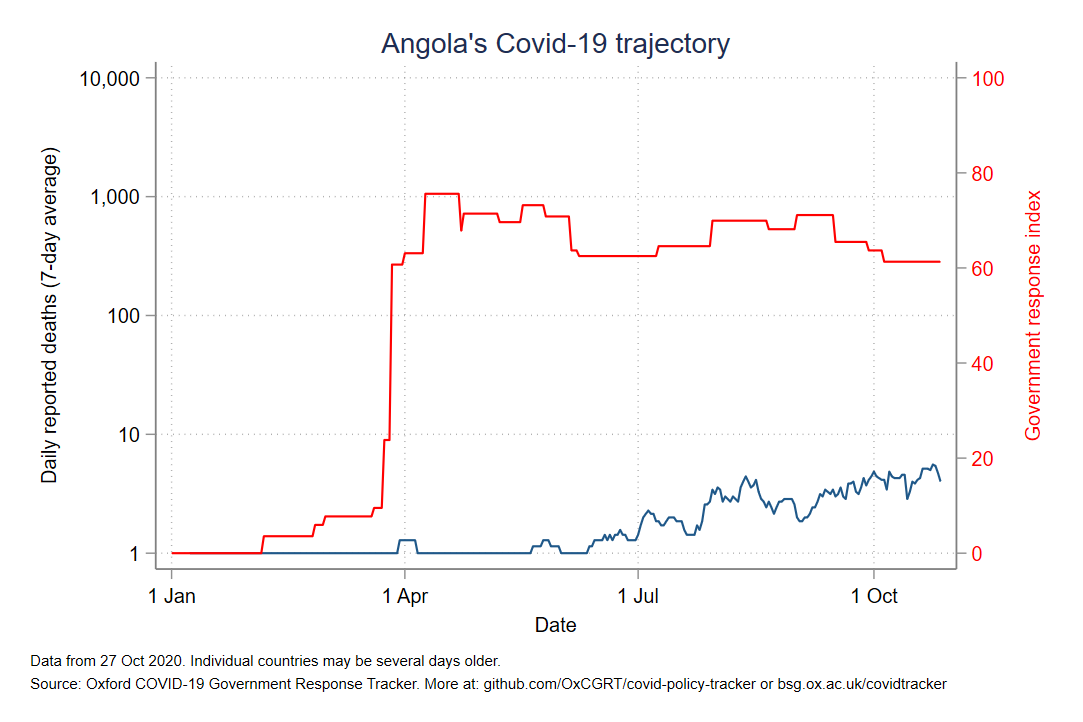 Angola's Covid-19 trajectory
10,000
1,000
100
10
1
Daily reported deaths (7-day average)
100
80
60
40
20
0
Government response index
1 Jan
1 Apr
1 Jul
1 Oct
Date
Data from 27 Oct 2020. Individual countries may be several days older.
Source: Oxford COVID-19 Government Response Tracker. More at: github.com/OxCGRT/covid-policy-tracker or bsg.ox.ac.uk/covidtracker